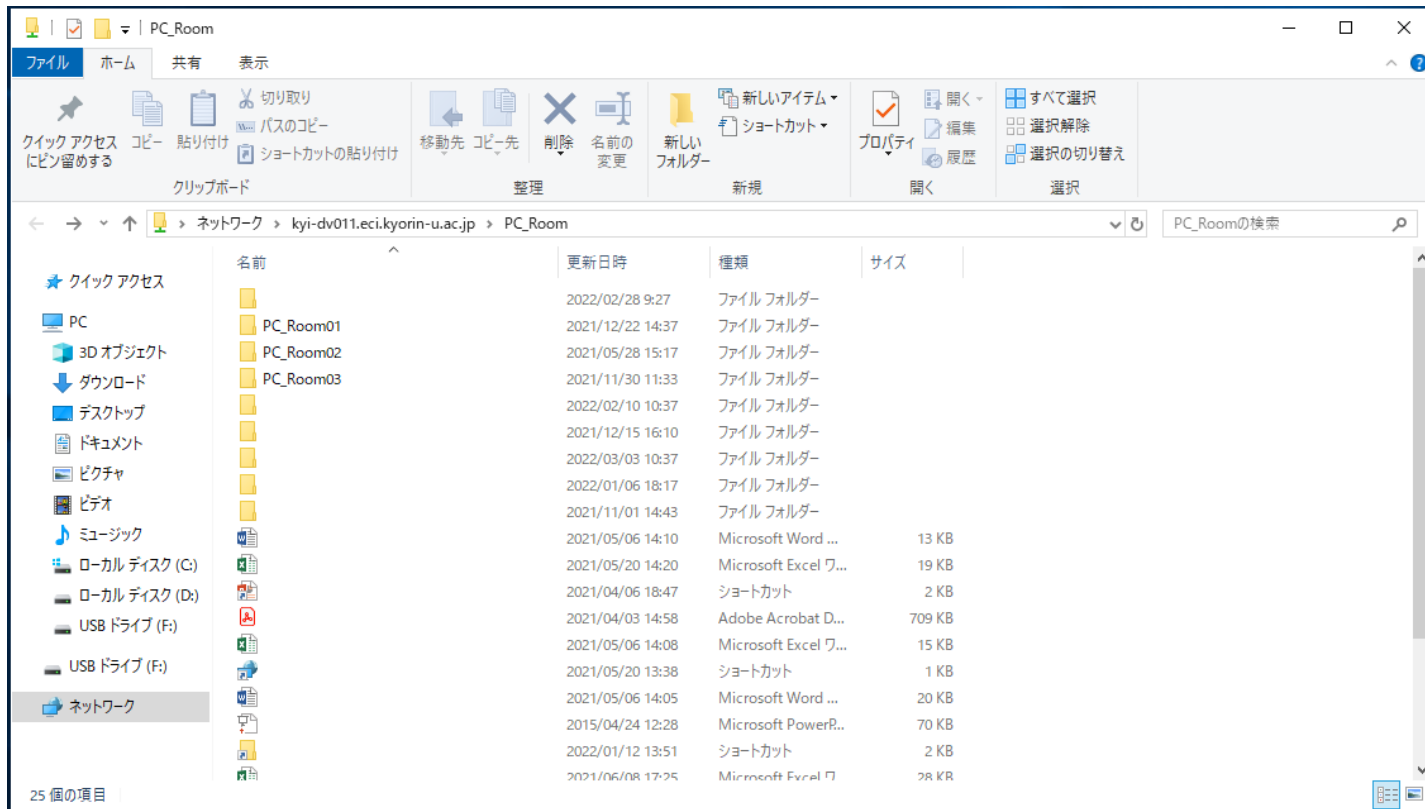 PC_Room
ファイル ホーム 共有 表示
クイック アクセス
にピン留めする
コピー
貼り付け
切り取り
パスのコピー
ショートカットの貼り付け
クリップボード
移動先
コピー先
削除
名前の
変更
整理
新しい
フォルダー
新しいアイテム
ショートカット
新規
プロパティ
開く
編集
履歴
開く
すべて選択
選択解除
選択の切り替え
選択
ネットワーク > kyi-dv011.eci.kyorin-u.ac.jp > PC_Room
PC_Roomの検索
クイック アクセス
PC
3D オブジェクト
ダウンロード
デスクトップ
ドキュメント
ピクチャ
ビデオ
ミュージック
ローカル ディスク (C:)
ローカル ディスク (D:)
USB ドライブ (F:)
USB ドライブ (F:)
ネットワーク
名前 更新日時 種類 サイズ
2022/02/28 9:27 ファイル フォルダー
PC_Room01 2021/12/22 14:37 ファイル フォルダー
PC_Room02 2021/05/28 15:17 ファイル フォルダー
PC_Room03 2021/11/30 11:33 ファイル フォルダー
2022/02/10 10:37 ファイル フォルダー
2021/12/15 16:10 ファイル フォルダー
2022/03/03 10:37 ファイル フォルダー
2022/01/06 18:17 ファイル フォルダー
2021/11/01 14:43 ファイル フォルダー
2021/05/06 14:10 Microsoft Word ... 13 KB
2021/05/20 14:20 Microsoft Excel ワ... 19 KB
2021/04/06 18:47 ショートカット 2 KB
2021/04/03 14:58 Adobe Acrobat D... 709 KB
2021/05/06 14:08 Microsoft Excel ワ... 15 KB
2021/05/20 13:38 ショートカット 1 KB
2021/05/06 14:05 Microsoft Word ... 20 KB
2015/04/24 12:28 Microsoft PowerP... 70 KB
2022/01/12 13:51 ショートカット 2 KB
2021/06/08 17:25 Microsoft Excel ワ... 28 KB
25 個の項目